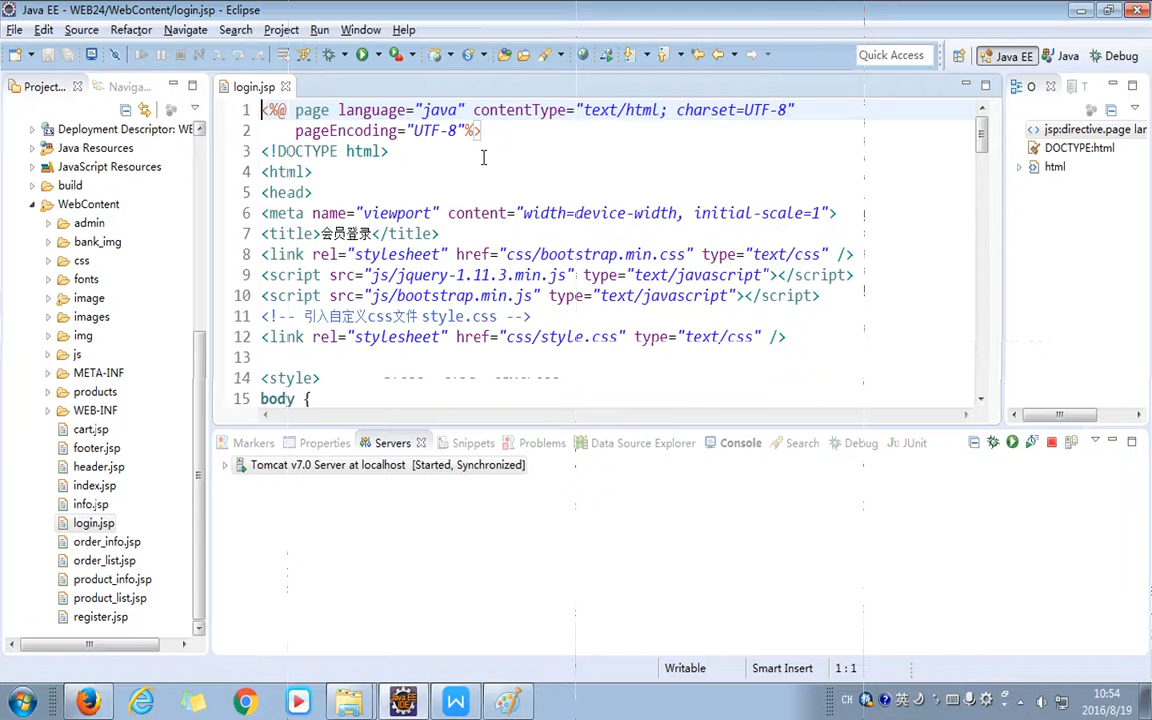 Java EE - WEB24/WebContent/login.jsp - Eclipse
File Edit Source Refactor Navigate Search Project Run Window Help
Quick Access Java EE Java Debug
Project... Naviga... login.jsp O T
Deployment Descriptor: WE
Java Resources
JavaScript Resources
build
WebContent
admin
bank_img
css
fonts
image
images
img
js
META-INF
products
WEB-INF
cart.jsp
footer.jsp
header.jsp
index.jsp
info.jsp
login.jsp
order_info.jsp
order_list.jsp
product_info.jsp
product_list.jsp
register.jsp
1 <%@ page language="java" contentType="text/html; charset=UTF-8"
2 pageEncoding="UTF-8"%>
3 <!DOCTYPE html>
4 <html>
5 <head>
6 <meta name="viewport" content="width=device-width, initial-scale=1">
7 <title>会员登录</title>
8 <link rel="stylesheet" href="css/bootstrap.min.css" type="text/css" />
9 <script src="js/jquery-1.11.3.min.js" type="text/javascript"></script>
10 <script src="js/bootstrap.min.js" type="text/javascript"></script>
11 <!-- 引入自定义css文件 style.css -->
12 <link rel="stylesheet" href="css/style.css" type="text/css" />
13
14 <style>
15 body {
jsp:directive.page lar
DOCTYPE:html
html
Markers Properties Servers Snippets Problems Data Source Explorer Console Search Debug JUnit
Tomcat v7.0 Server at localhost [Started, Synchronized]
Writable Smart Insert 1 : 1
CH 英 10:54
2016/8/19